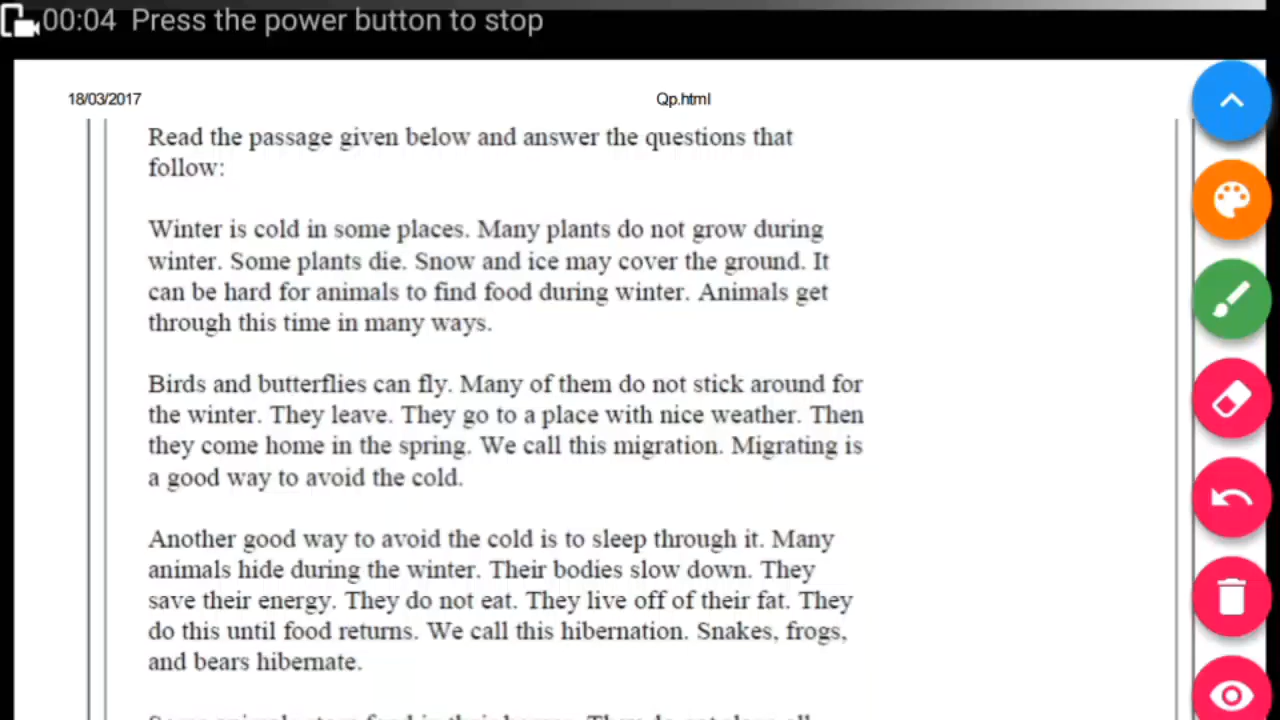 00:04 Press the power button to stop
18/03/2017 Qp.html
Read the passage given below and answer the questions that
follow:
Winter is cold in some places. Many plants do not grow during
winter. Some plants die. Snow and ice may cover the ground. It
can be hard for animals to find food during winter. Animals get
through this time in many ways.
Birds and butterflies can fly. Many of them do not stick around for
the winter. They leave. They go to a place with nice weather. Then
they come home in the spring. We call this migration. Migrating is
a good way to avoid the cold.
Another good way to avoid the cold is to sleep through it. Many
animals hide during the winter. Their bodies slow down. They
save their energy. They do not eat. They live off of their fat. They
do this until food returns. We call this hibernation. Snakes, frogs,
and bears hibernate.